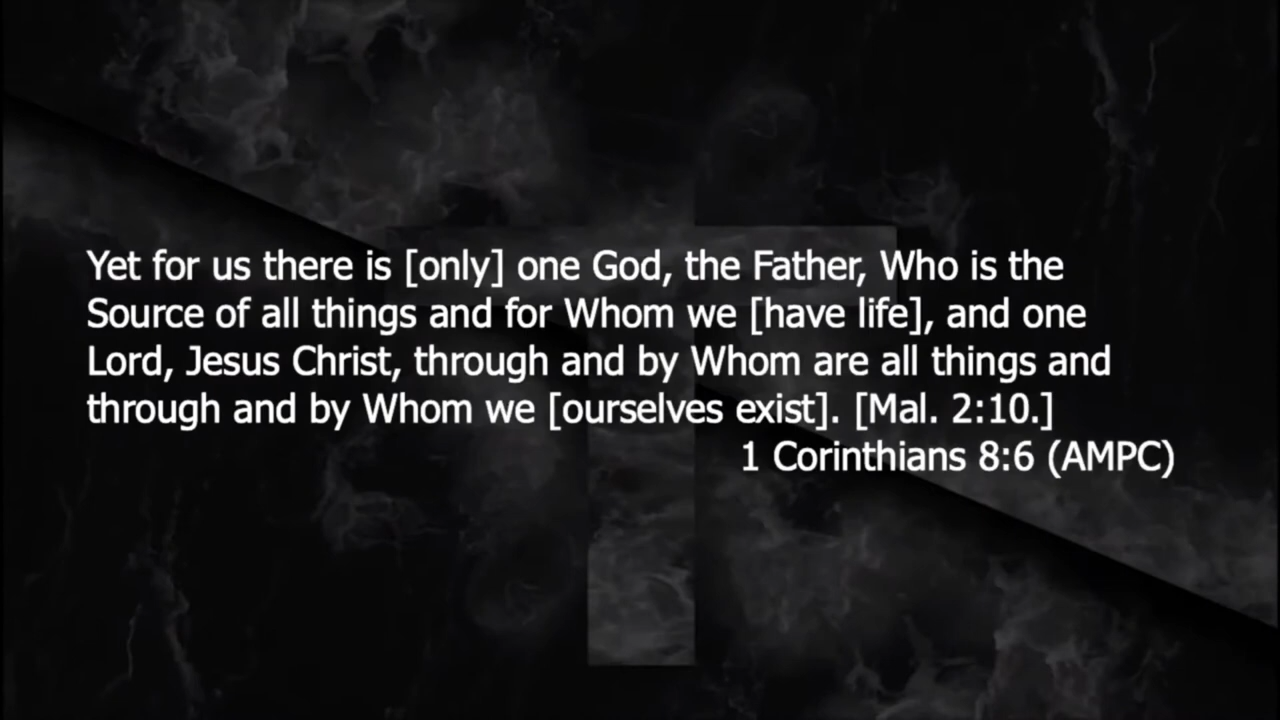 Yet for us there is [only] one God, the Father, Who is the
Source of all things and for Whom we [have life], and one
Lord, Jesus Christ, through and by Whom are all things and
through and by Whom we [ourselves exist]. [Mal. 2:10.]
1 Corinthians 8:6 (AMPC)